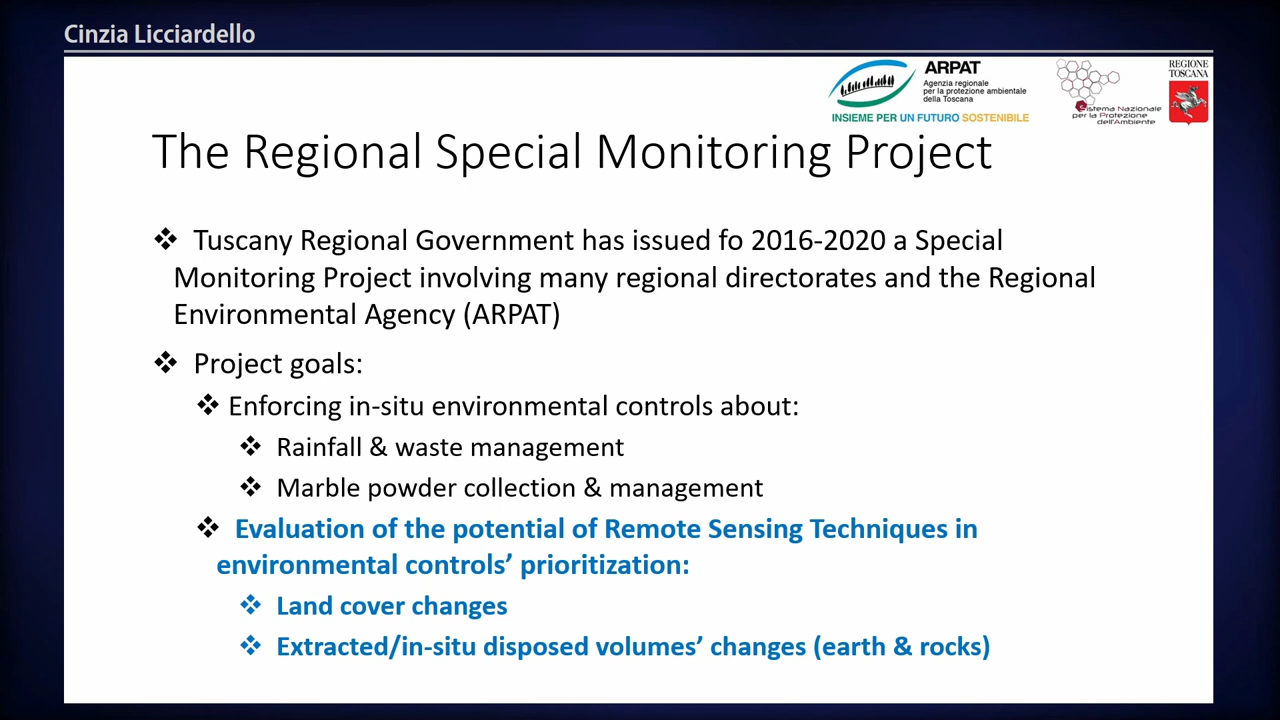 Cinzia Licciardello
ARPAT
Agenzia regionale
per la protezione ambientale
della Toscana
INSIEME PER UN FUTURO SOSTENIBILE
Sistema Nazionale
per la Protezione
dell'Ambiente
REGIONE
TOSCANA
The Regional Special Monitoring Project
❖ Tuscany Regional Government has issued fo 2016-2020 a Special
Monitoring Project involving many regional directorates and the Regional
Environmental Agency (ARPAT)
❖ Project goals:
❖ Enforcing in-situ environmental controls about:
❖ Rainfall & waste management
❖ Marble powder collection & management
❖ Evaluation of the potential of Remote Sensing Techniques in
environmental controls’ prioritization:
❖ Land cover changes
❖ Extracted/in-situ disposed volumes’ changes (earth & rocks)